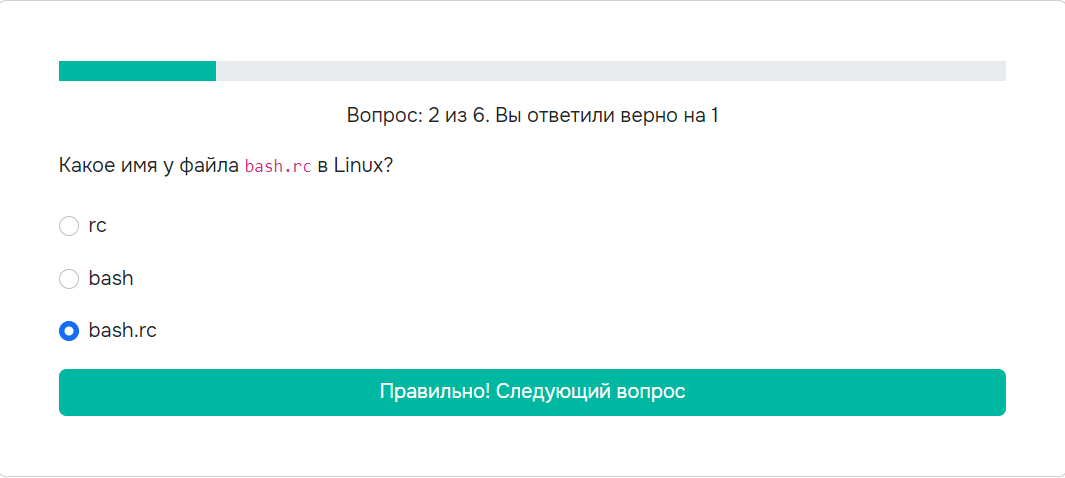 Вопрос: 2 из 6. Вы ответили верно на 1
Какое имя у файла bash.rc в Linux?
rc
bash
bash.rc
Правильно! Следующий вопрос